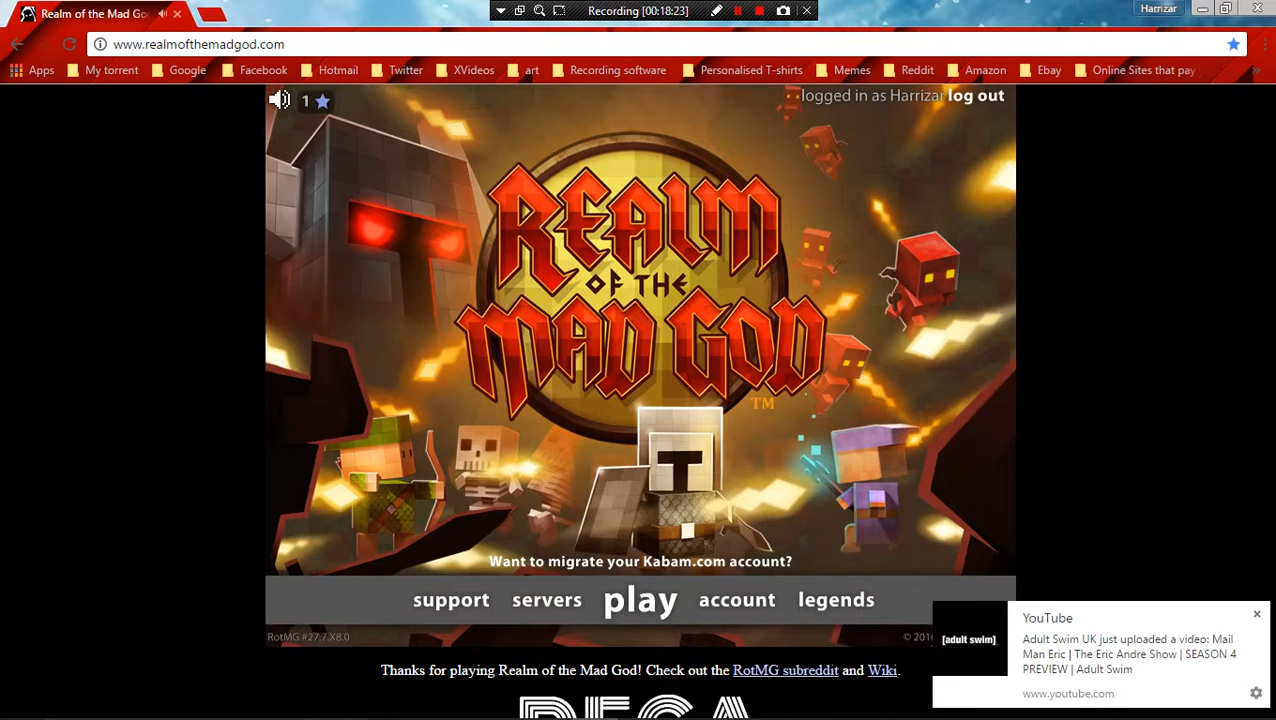 Realm of the Mad Go
Recording [00:18:23]
Harrizar
www.realmofthemadgod.com
Apps My torrent Google Facebook Hotmail Twitter XVideos art Recording software Personalised T-shirts Memes Reddit Amazon Ebay Online Sites that pay
1
logged in as Harrizar log out
REALM
OF THE
MAD GOD
TM
Want to migrate your Kabam.com account?
support servers play account legends
RotMG #27.7.X8.0
© 2016
YouTube
[adult swim]
Adult Swim UK just uploaded a video: Mail
Man Eric | The Eric Andre Show | SEASON 4
PREVIEW | Adult Swim
www.youtube.com
Thanks for playing Realm of the Mad God! Check out the RotMG subreddit and Wiki.
DECA